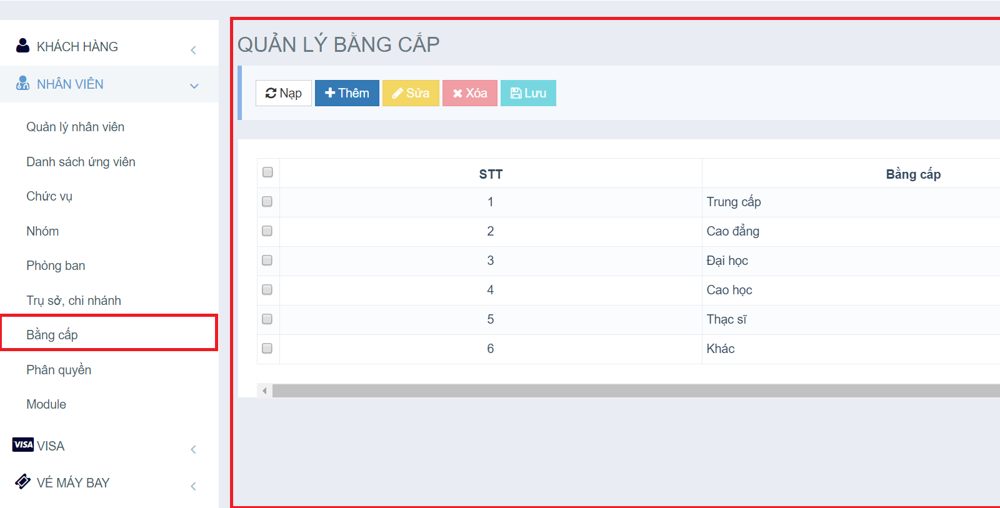 KHÁCH HÀNG
NHÂN VIÊN
Quản lý nhân viên
Danh sách ứng viên
Chức vụ
Nhóm
Phòng ban
Trụ sở, chi nhánh
Bằng cấp
Phân quyền
Module
VISA VISA
VÉ MÁY BAY
QUẢN LÝ BẰNG CẤP
Nạp Thêm Sửa Xóa Lưu
STT Bằng cấp
1 Trung cấp
2 Cao đẳng
3 Đại học
4 Cao học
5 Thạc sĩ
6 Khác